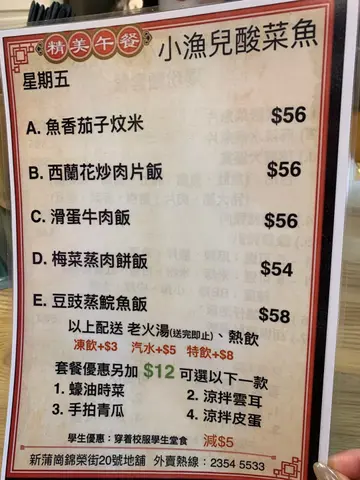 精美午餐 小漁兒酸菜魚
星期五
A. 魚香茄子炆米 $56
B. 西蘭花炒肉片飯 $56
C. 滑蛋牛肉飯 $56
D. 梅菜蒸肉餅飯 $54
E. 豆豉蒸鯇魚飯 $58
以上配送 老火湯(送完即止)、熱飲
凍飲+$3 汽水+$5 特飲+$8
套餐優惠另加 $12 可選以下一款
1. 蠔油時菜 2. 涼拌雲耳
3. 手拍青瓜 4. 涼拌皮蛋
學生優惠：穿着校服學生堂食 減$5
新蒲崗錦榮街20號地舖 外賣熱線：2354 5533